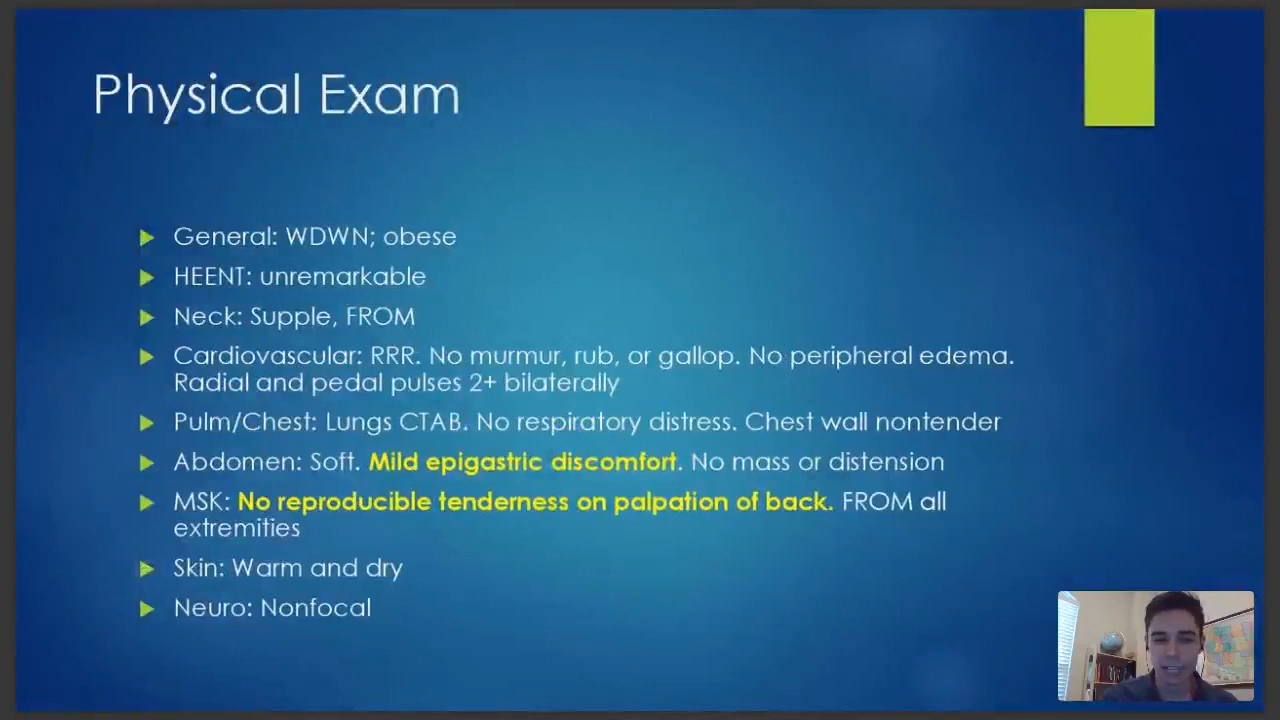 Physical Exam
General: WDWN; obese
HEENT: unremarkable
Neck: Supple, FROM
Cardiovascular: RRR. No murmur, rub, or gallop. No peripheral edema.
Radial and pedal pulses 2+ bilaterally
Pulm/Chest: Lungs CTAB. No respiratory distress. Chest wall nontender
Abdomen: Soft. Mild epigastric discomfort. No mass or distension
MSK: No reproducible tenderness on palpation of back. FROM all
extremities
Skin: Warm and dry
Neuro: Nonfocal